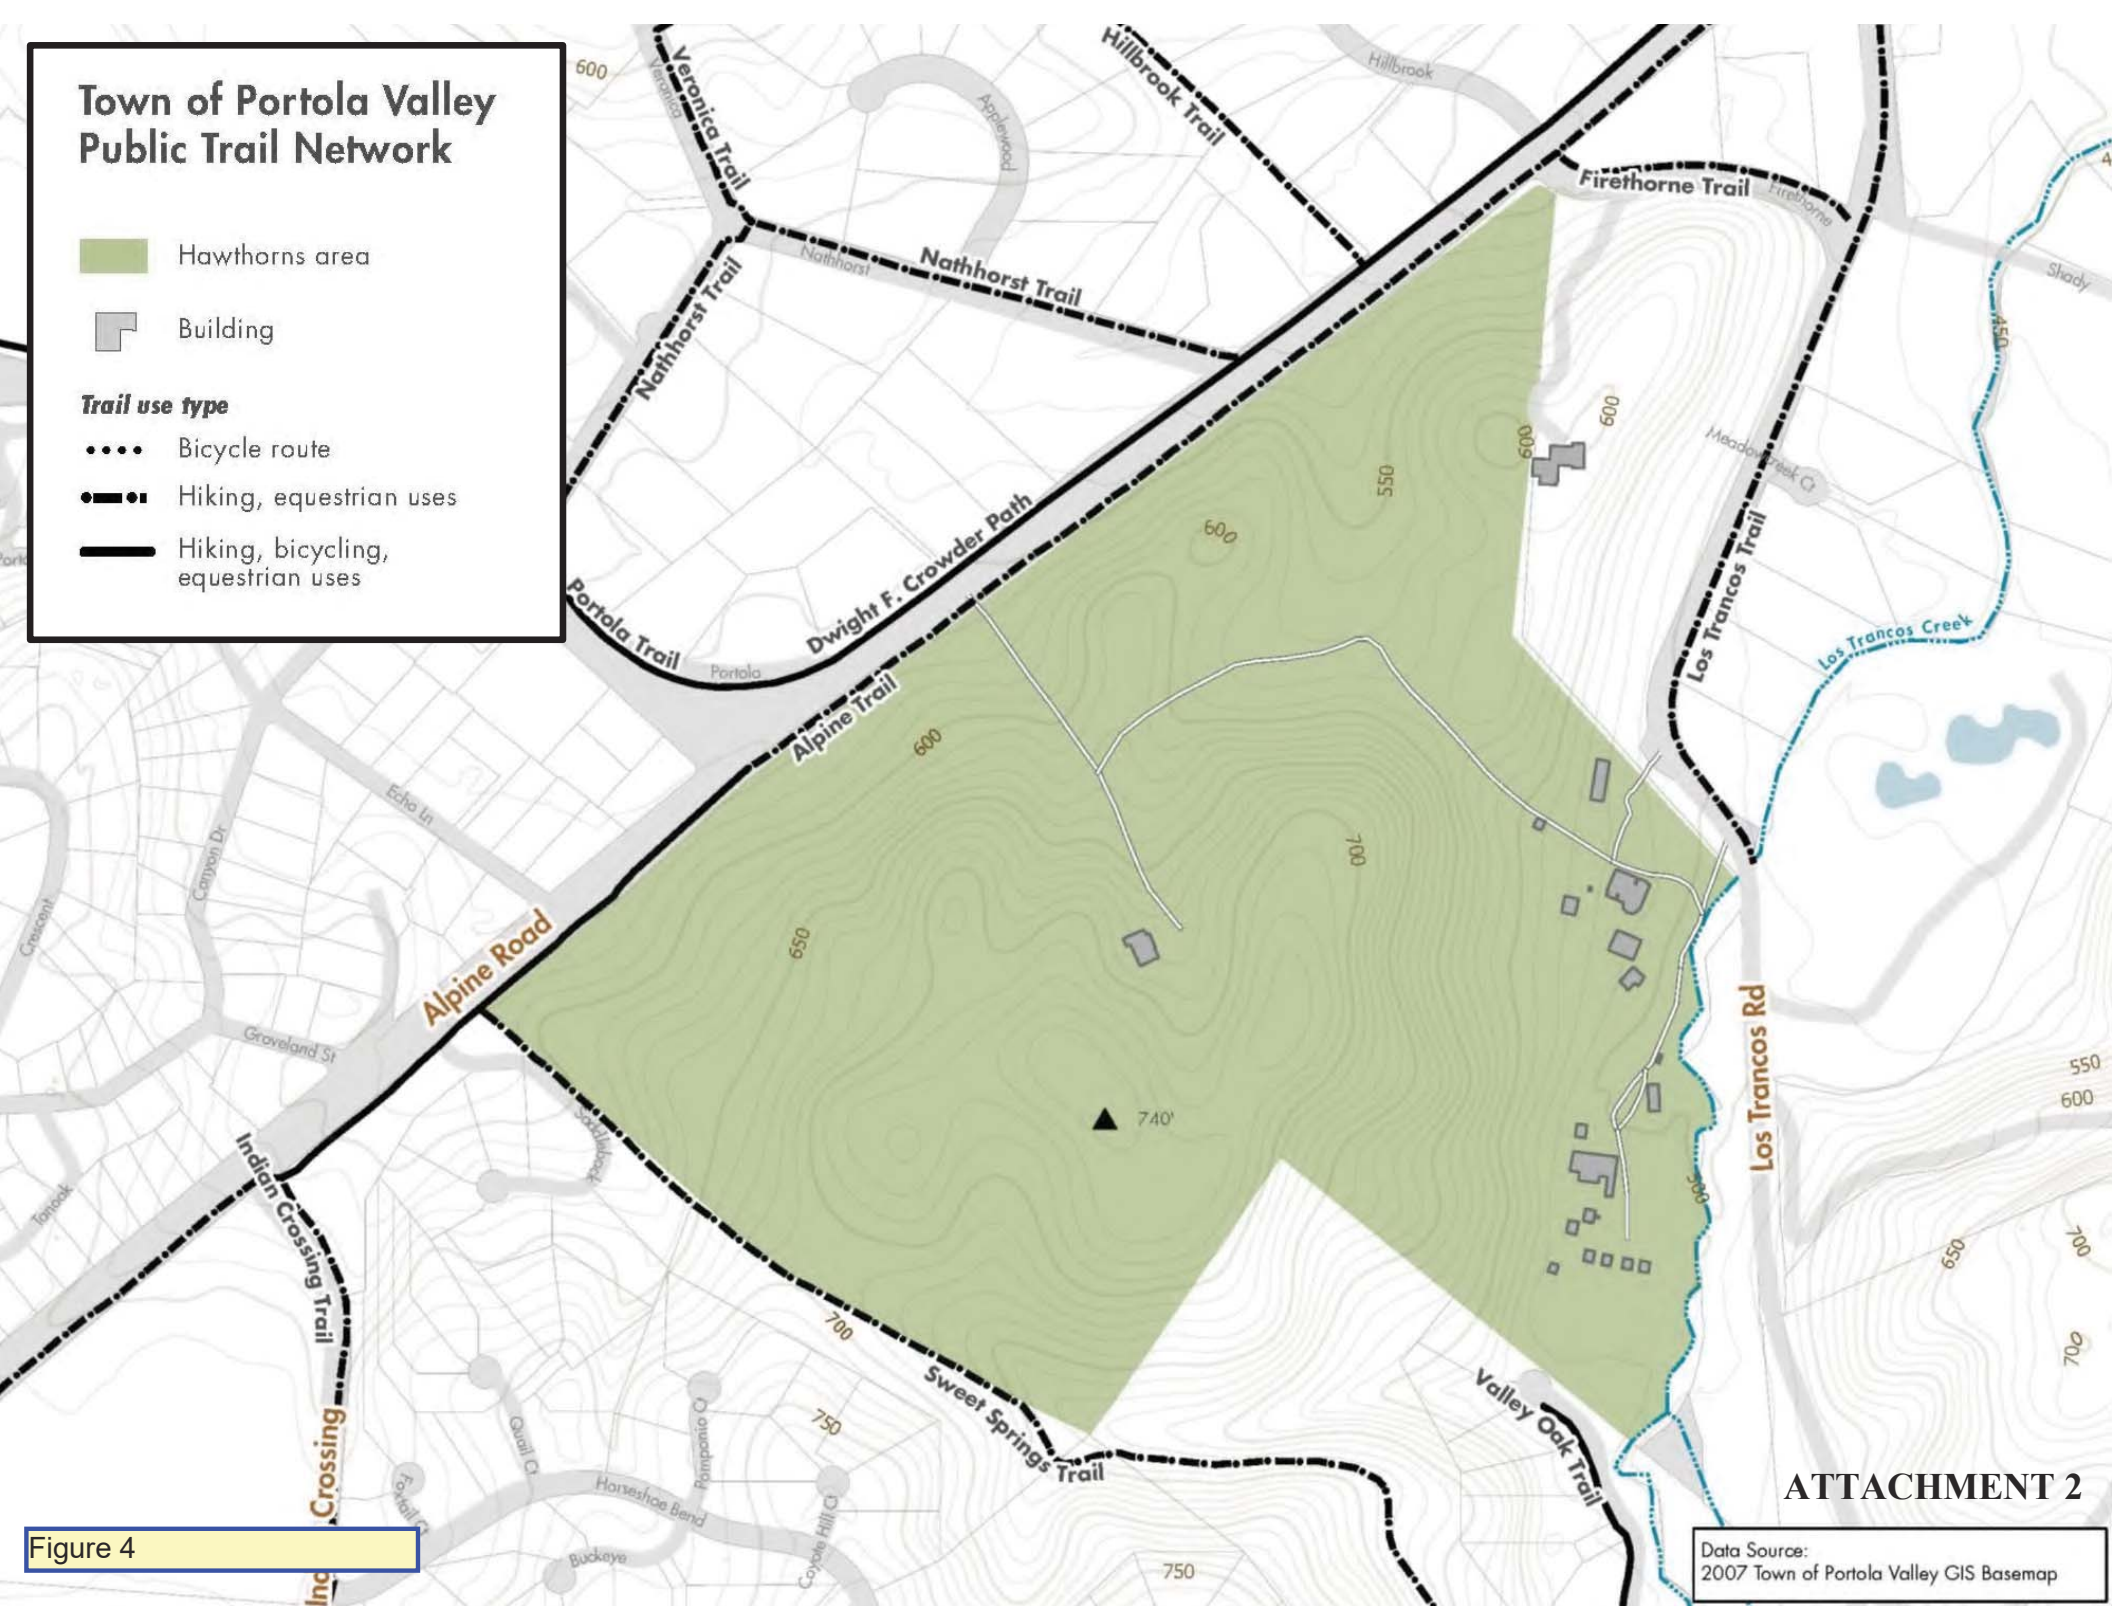 Town of Portola Valley
Public Trail Network
Hawthorns area
Building
Trail use type
Bicycle route
Hiking, equestrian uses
Hiking, bicycling,
equestrian uses
600
Veronica
Veronica Trail
Applewood
Hillbrook Trail
Hillbrook
Firethorne Trail
Firethorne
Nathhorst
Nathhorst Trail
Nathhorst Trail
Shady
450
600
600
550
600
Meadowcreek Ct
Los Trancos Trail
Los Trancos Creek
Dwight F. Crowder Path
Portola Trail
Portola
Alpine Trail
600
Echo Ln
Canyon Dr
Crescent
700
650
Alpine Road
Groveland St
Los Trancos Rd
550
600
740'
Saddleback
Indian Crossing Trail
Tanoak
500
650
700
700
700
Sweet Springs Trail
Valley Oak Trail
750
Quail Ct
Pomponio Ct
Foxtail Ct
Horseshoe Bend
Coyote Hill Ct
Buckeye
Crossing
750
ATTACHMENT 2
Figure 4
Data Source:
2007 Town of Portola Valley GIS Basemap